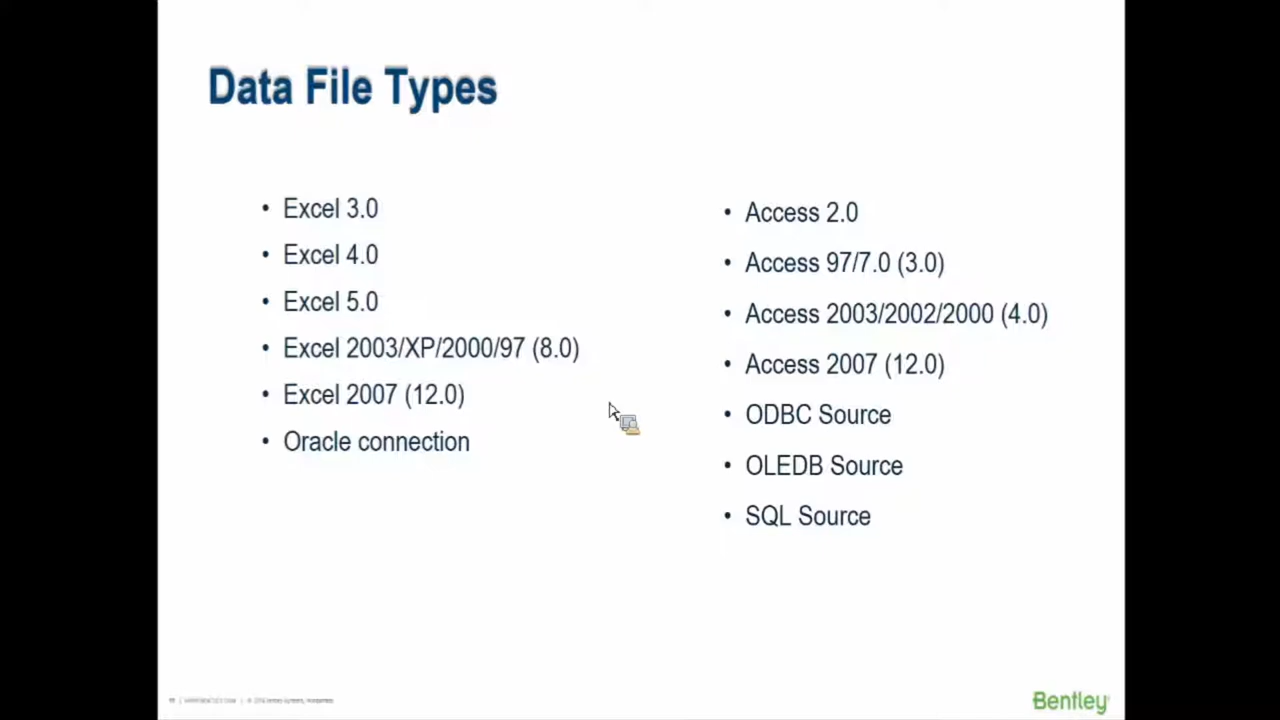 Data File Types
• Excel 3.0
• Excel 4.0
• Excel 5.0
• Excel 2003/XP/2000/97 (8.0)
• Excel 2007 (12.0)
• Oracle connection
• Access 2.0
• Access 97/7.0 (3.0)
• Access 2003/2002/2000 (4.0)
• Access 2007 (12.0)
• ODBC Source
• OLEDB Source
• SQL Source
Bentley